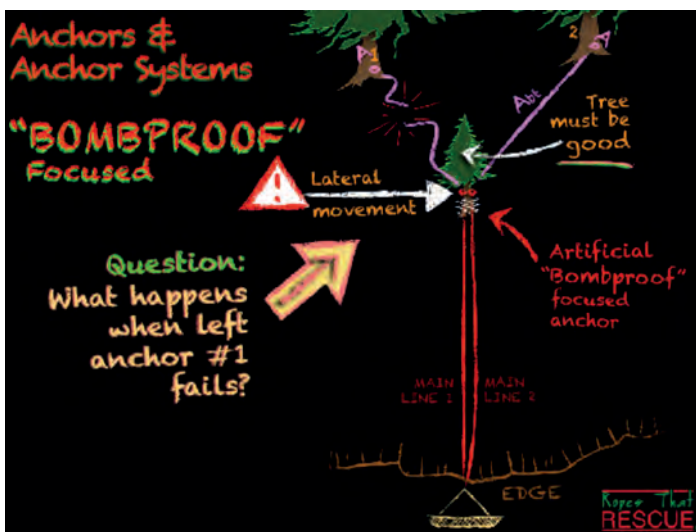 Anchors &
Anchor Systems
"BOMBPROOF"
Focused
1
2
Abt
Tree
must be
good
!
Lateral
movement
Artificial
"Bombproof"
focused
anchor
Question:
What happens
when left
anchor #1
fails?
MAIN MAIN
LINE 1 LINE 2
EDGE
Ropes That
RESCUE